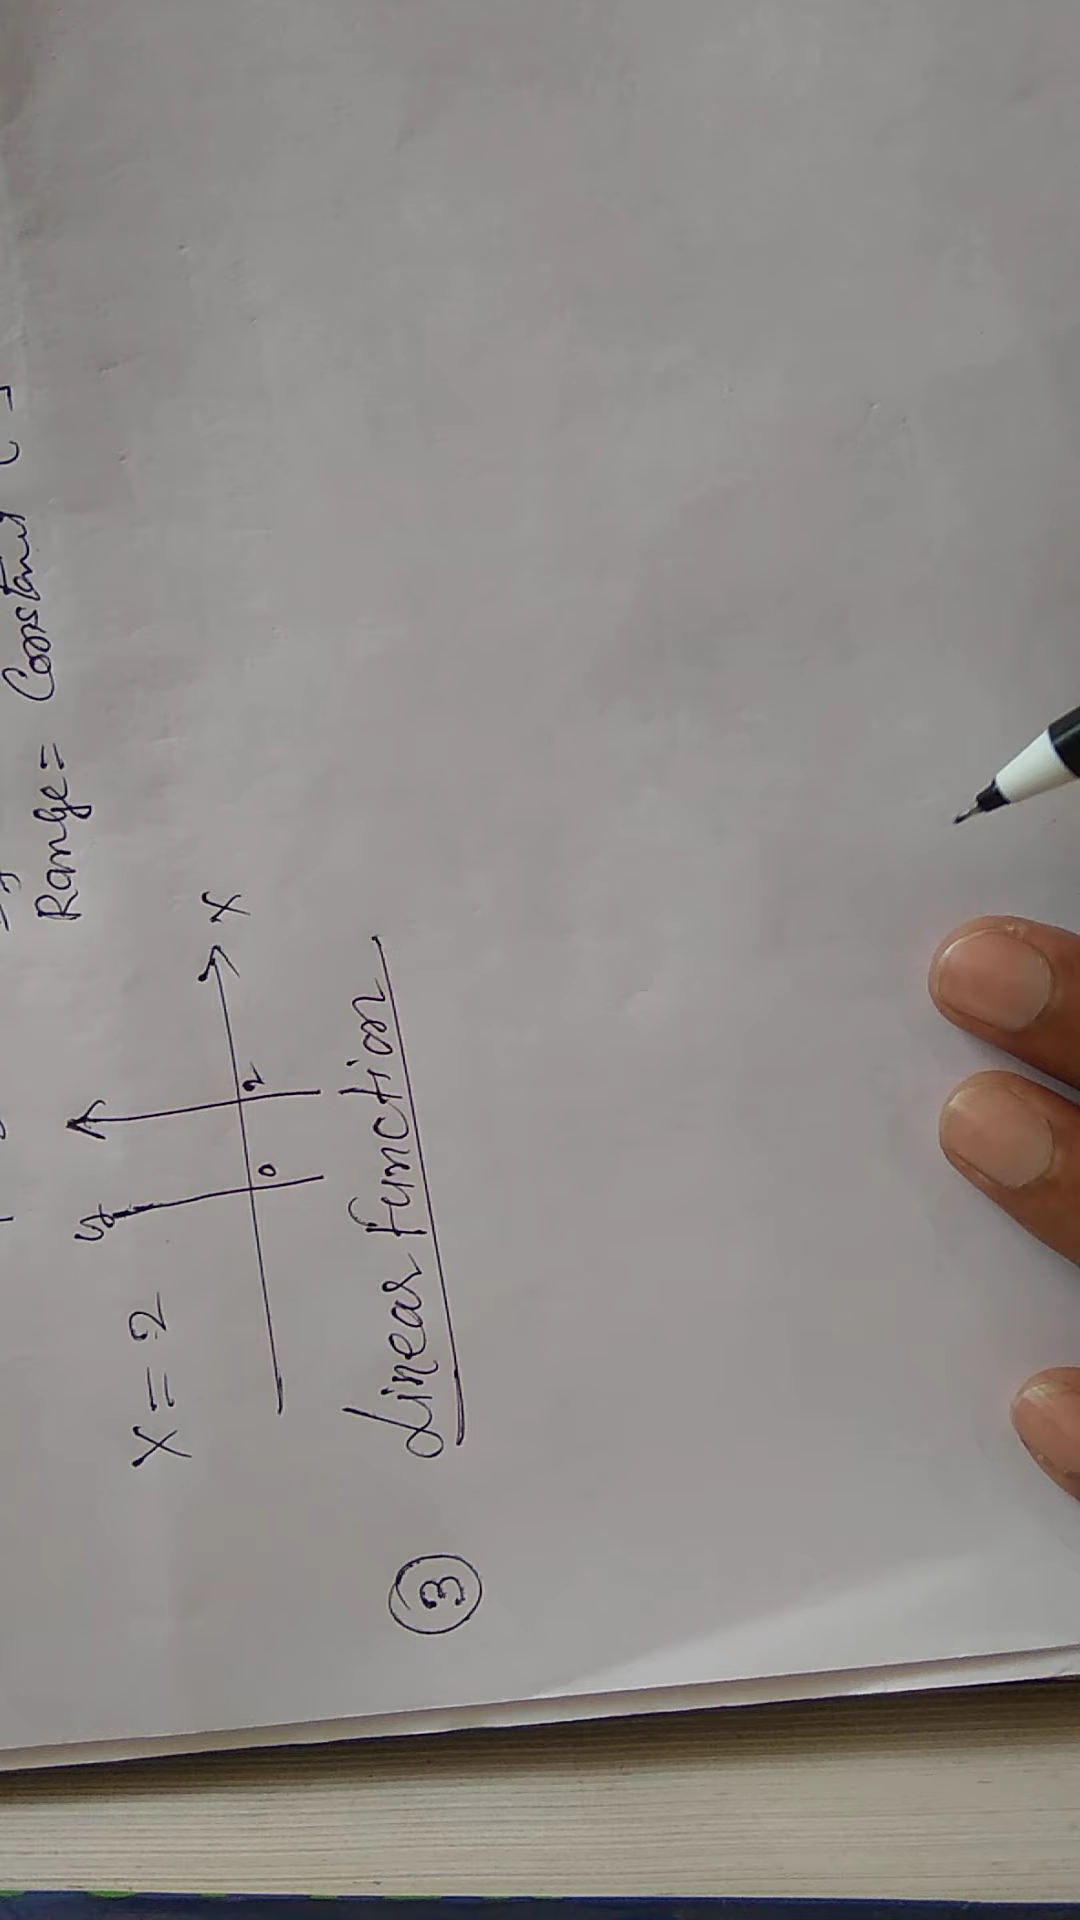 Range = Constant
x = 2
y
x
0 2
③ Linear function